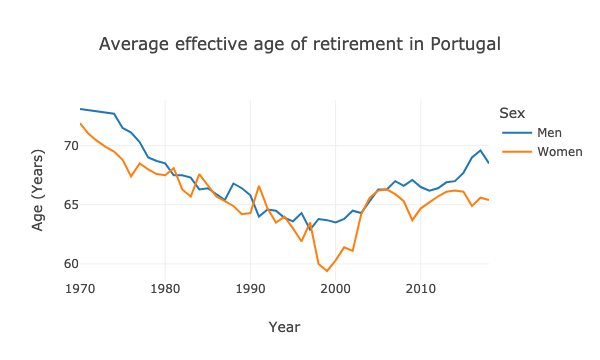 Average effective age of retirement in Portugal
Sex
Men
Women
Age (Years)
70
65
60
1970
1980
1990
2000
2010
Year